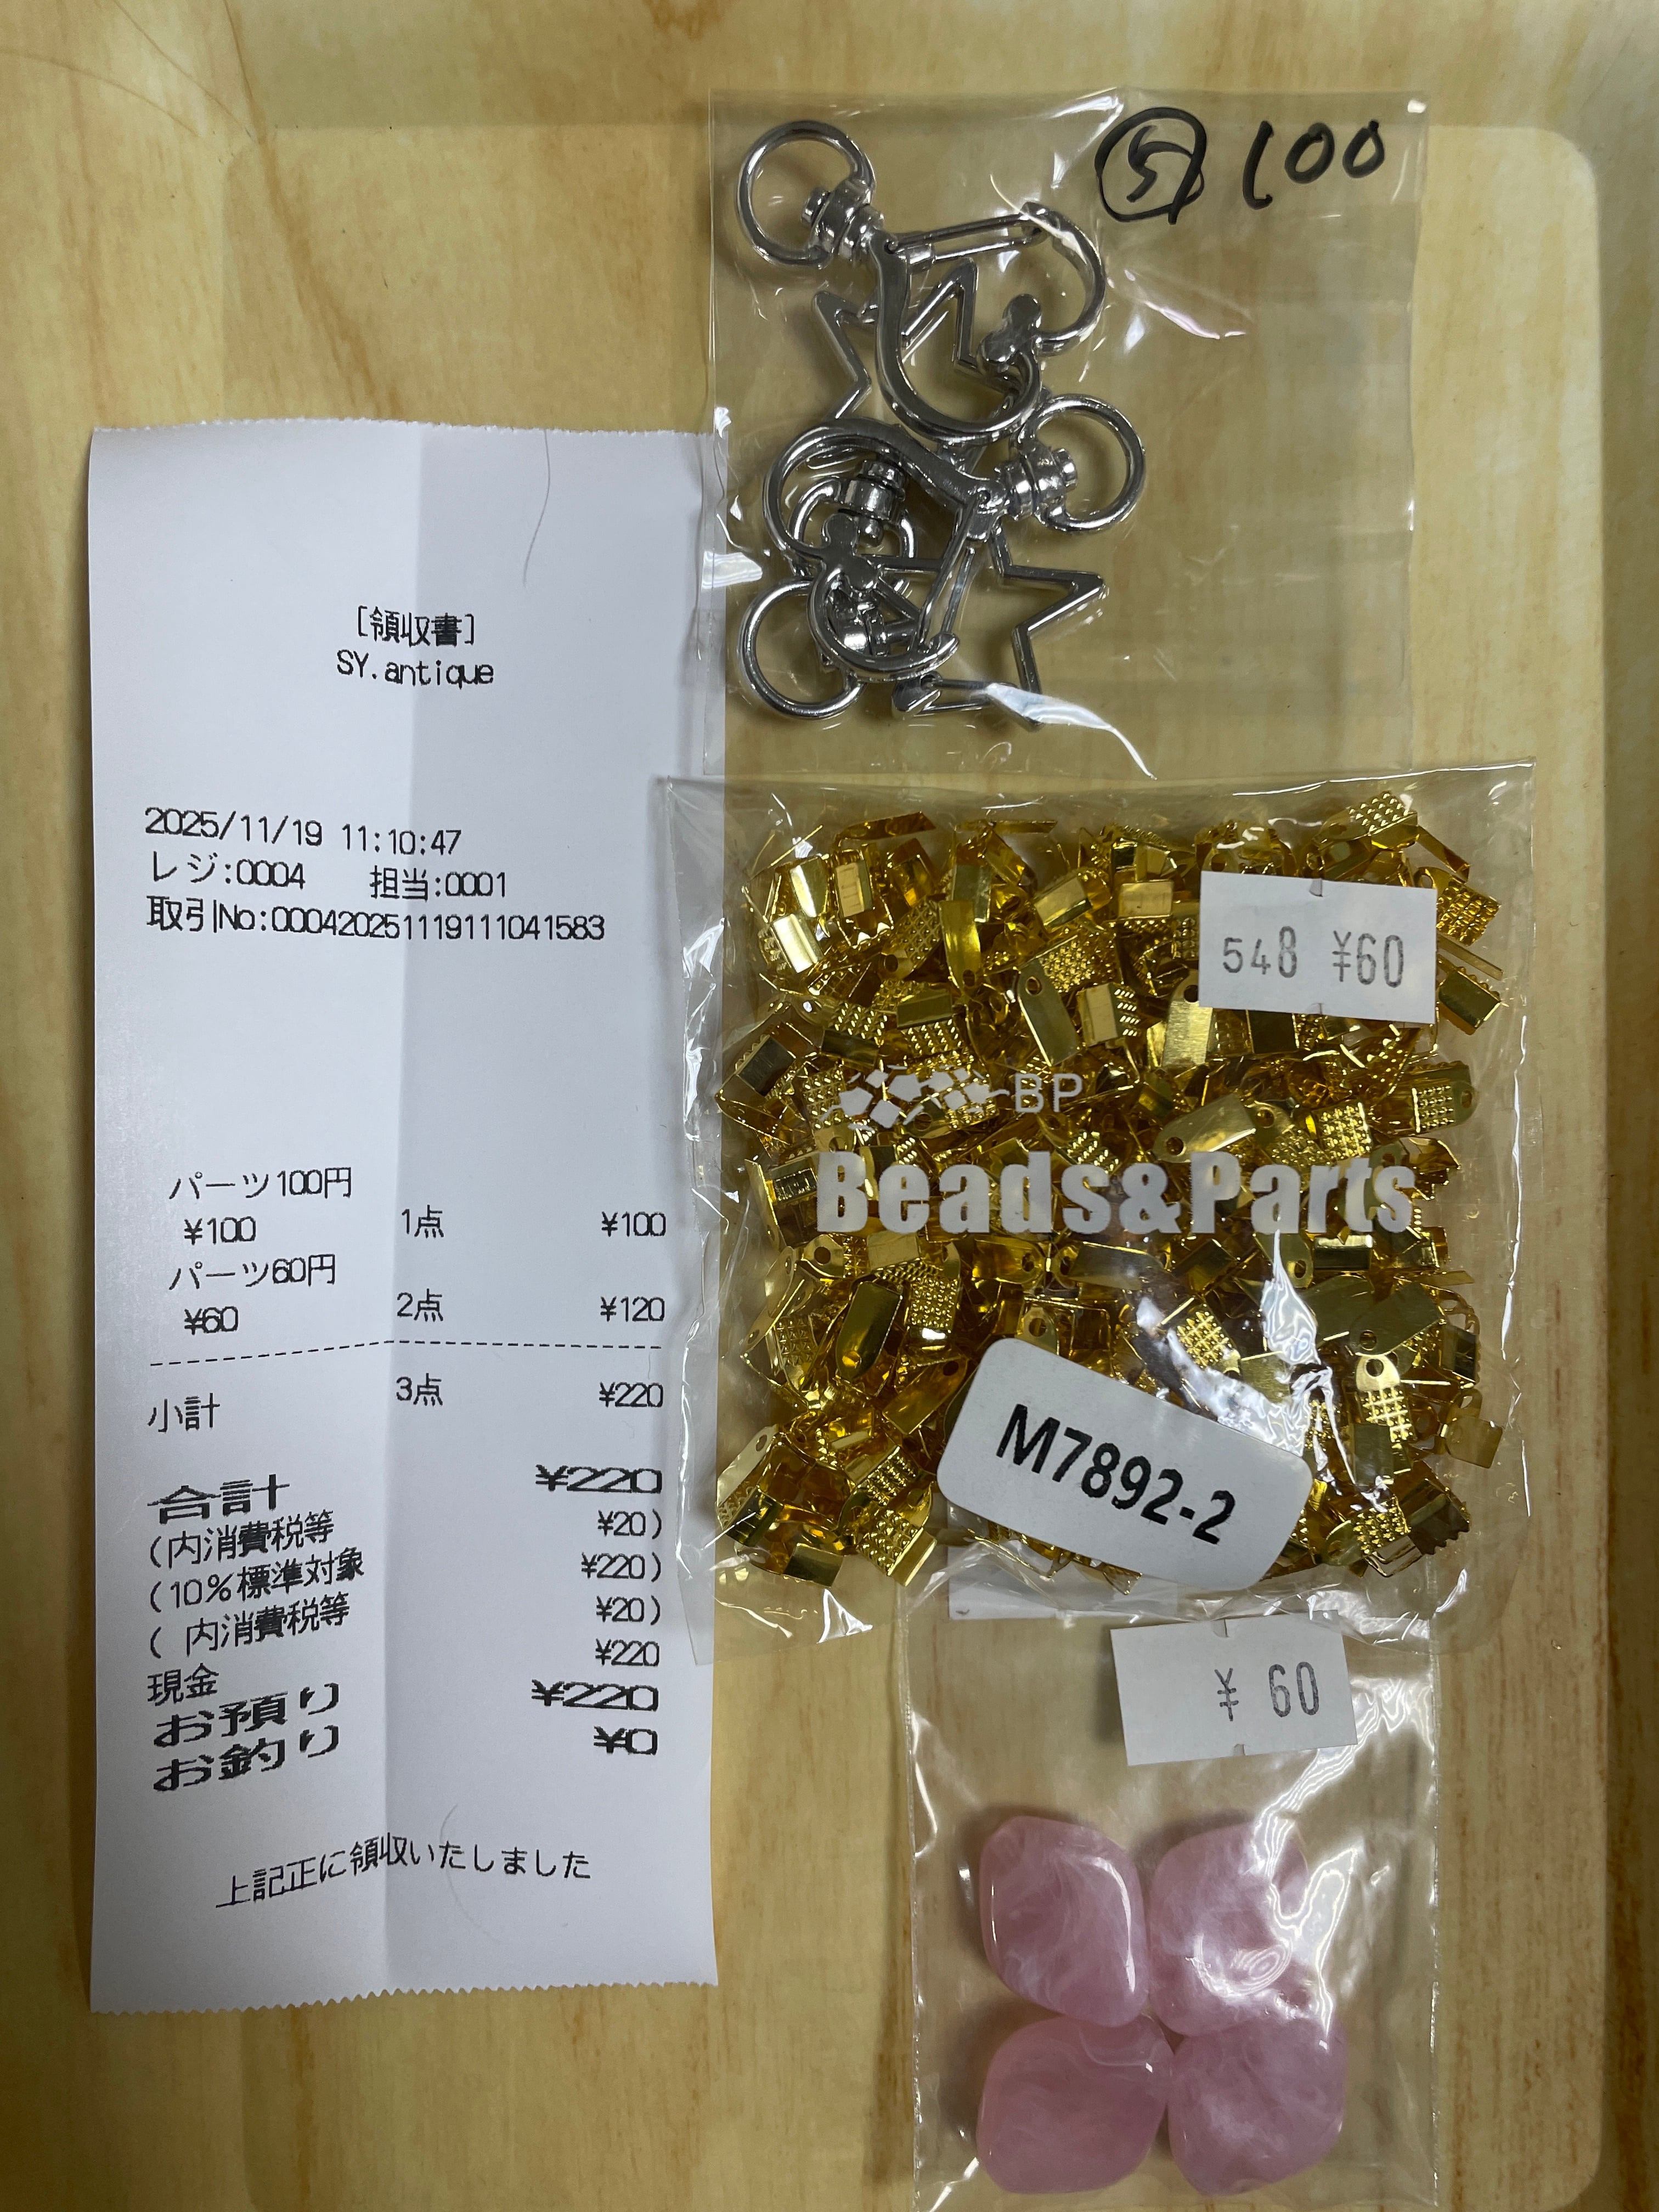 ⑤ 100
[領収書]
SY.antique
2025/11/19 11:10:47
レジ:0004 担当:0001
取引No:00042025111911041583
パーツ100円
¥100 1点 ¥100
パーツ60円
¥60 2点 ¥120
小計 3点 ¥220
合計 ¥220
(内消費税等 ¥20)
(10%標準対象 ¥220)
( 内消費税等 ¥20)
現金 ¥220
お預り ¥220
お釣り ¥0
上記正に領収いたしました
548 ¥60
BP
Beads&Parts
M7892-2
¥ 60